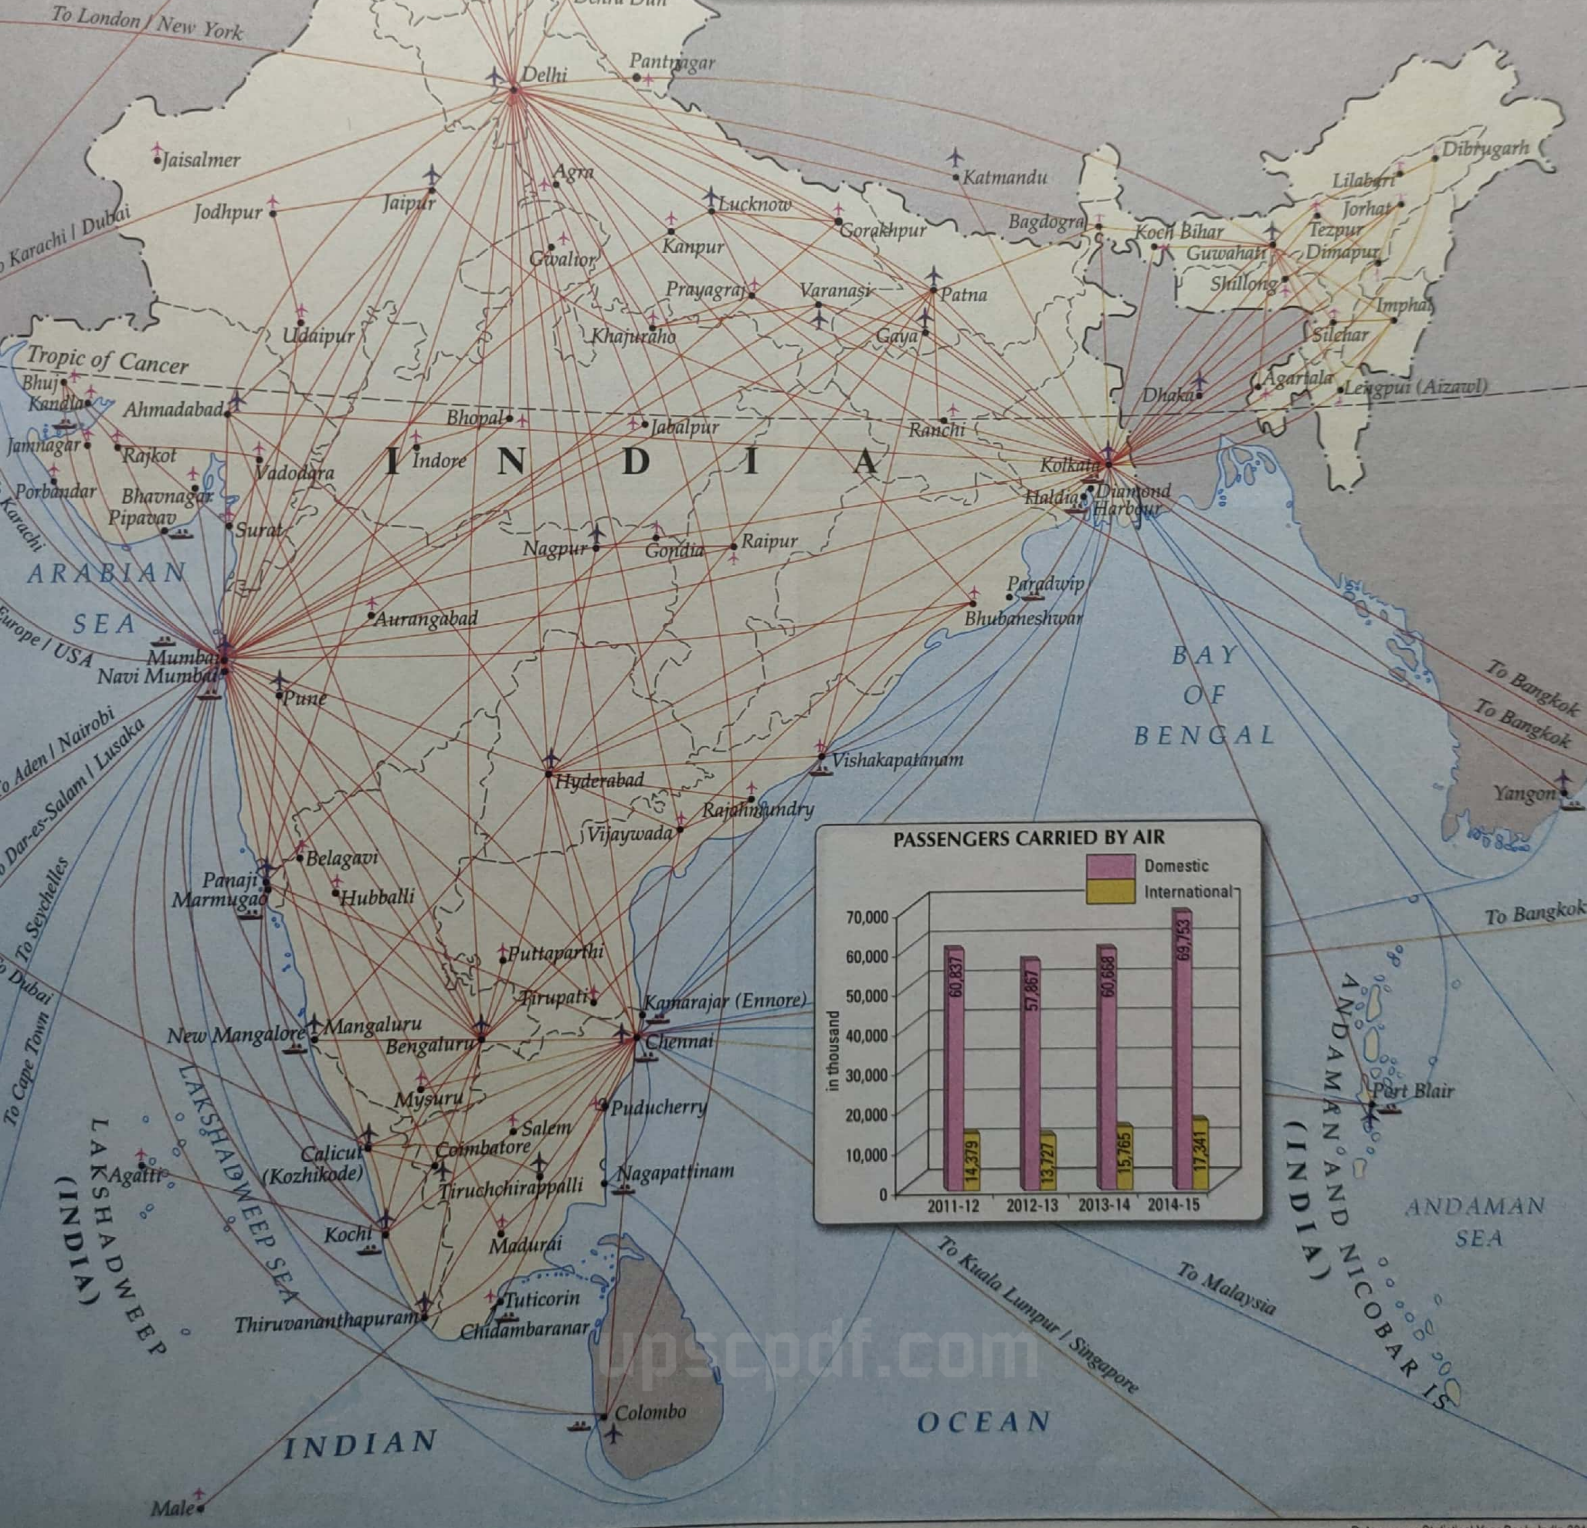 To London / New York
Delhi
Pantnagar
Jaisalmer
Agra
Katmandu
Dibrugarh
Lilabari
Jodhpur
Jaipur
Lucknow
Jorhat
To Karachi / Dubai
Gorakhpur
Bagdogra
Koch Bihar
Tezpur
Kanpur
Gwalior
Guwahati
Dimapur
Prayagraj
Varanasi
Patna
Shillong
Imphal
Udaipur
Khajuraho
Gaya
Silchar
Tropic of Cancer
Bhuj
Kandla
Ahmadabad
Bhopal
Jabalpur
Ranchi
Dhaka
Agartala
Lengpui (Aizawl)
Jamnagar
Rajkot
Vadodara
Indore
INDIA
Kolkata
Porbandar
Bhavnagar
Haldia
Diamond
Harbour
Pipavav
Surat
Karachi
Nagpur
Gondia
Raipur
ARABIAN
SEA
Paradwip
Bhubaneshwar
Aurangabad
Europe / USA
Mumbai
Navi Mumbai
Pune
BAY
OF
BENGAL
To Bangkok
To Bangkok
To Aden / Nairobi
To Dar-es-Salam / Lusaka
Hyderabad
Vishakapatanam
Yangon
Rajahmundry
Vijaywada
To Seychelles
Belagavi
Panaji
Marmugao
Hubballi
PASSENGERS CARRIED BY AIR
Domestic
International
in thousand
70,000
60,000
50,000
40,000
30,000
20,000
10,000
0
60,837
14,379
57,867
13,727
60,668
15,765
69,753
17,341
2011-12
2012-13
2013-14
2014-15
To Bangkok
To Dubai
Puttaparthi
Tirupati
Kamarajar (Ennore)
To Cape Town
New Mangalore
Mangaluru
Bengaluru
Chennai
Mysuru
Puducherry
Port Blair
Salem
Calicut
(Kozhikode)
Coimbatore
Agatti
Tiruchchirappalli
Nagapattinam
LAKSHADWEEP
(INDIA)
LAKSHADWEEP SEA
ANDAMAN AND NICOBAR IS
(INDIA)
ANDAMAN
SEA
Kochi
Madurai
To Kuala Lumpur / Singapore
To Malaysia
Tuticorin
Thiruvananthapuram
Chidambaranar
upscpdf.com
Colombo
INDIAN
OCEAN
Male